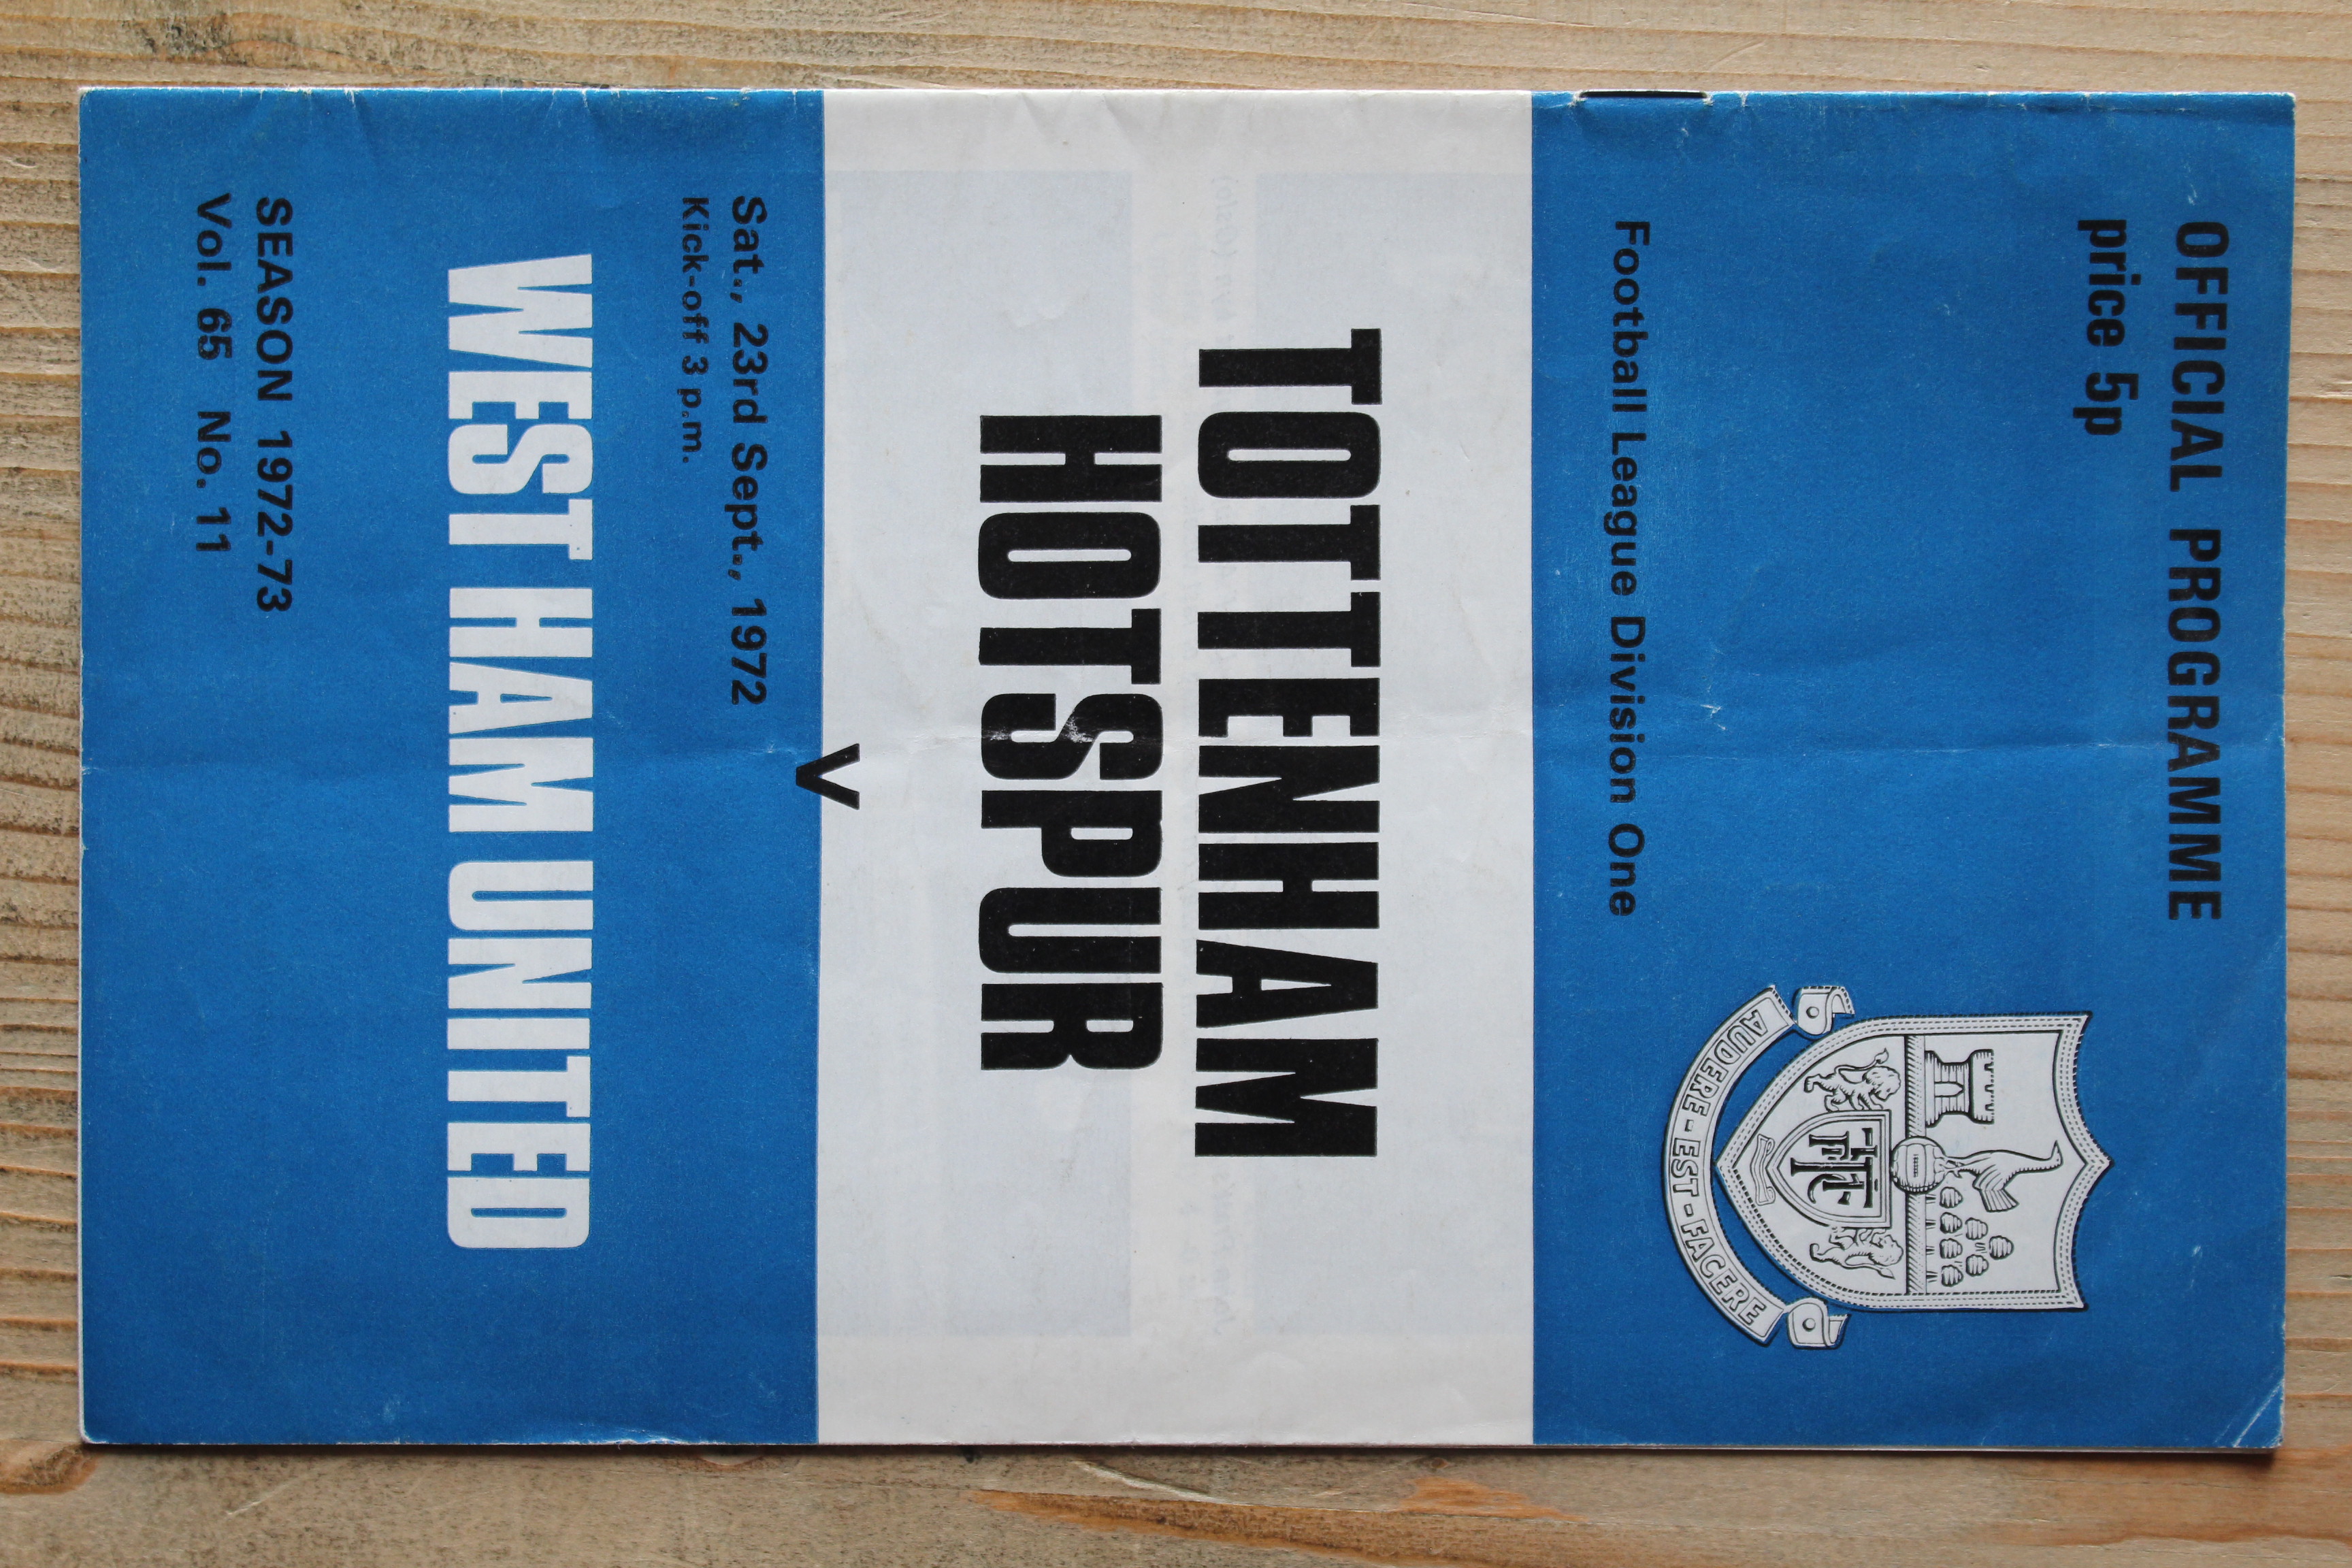 OFFICIAL PROGRAMME
price 5p
AUDERE-EST-FACERE
Football League Division One
TOTTENHAM
HOTSPUR
v
Sat., 23rd Sept., 1972
Kick-off 3 p.m.
WEST HAM UNITED
SEASON 1972-73
Vol. 65 No. 11